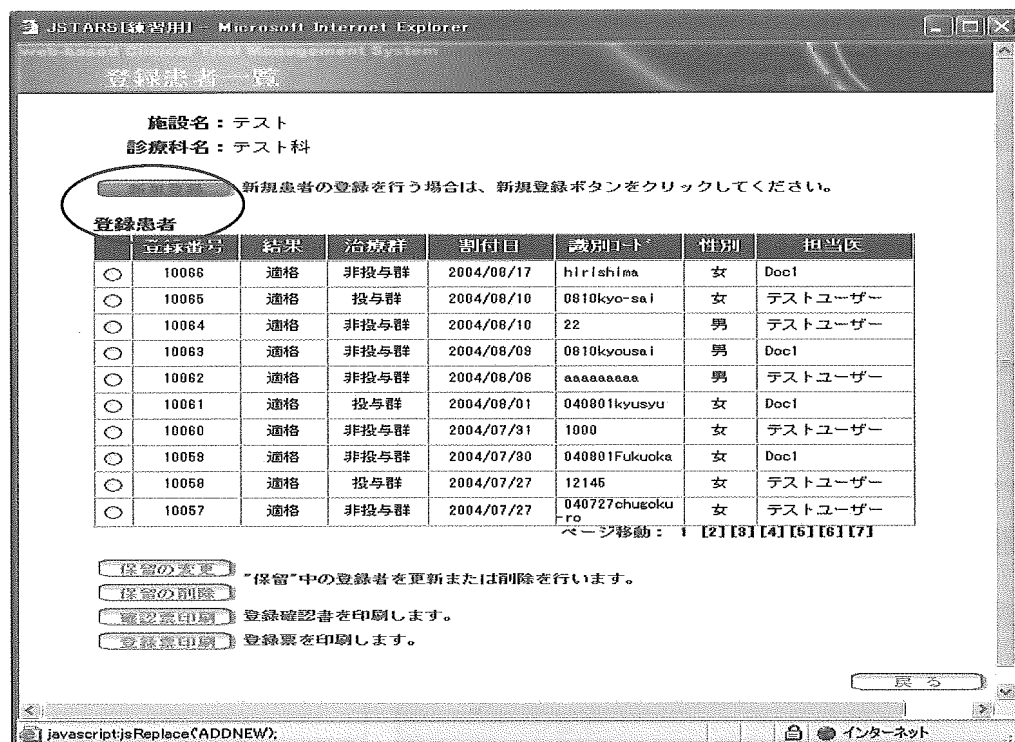 JSTARS[練習用] - Microsoft Internet Explorer
登録患者一覧
施設名：テスト
診療科名：テスト科
新規登録 新規患者の登録を行う場合は、新規登録ボタンをクリックしてください。
登録患者
登録番号 結果 治療群 割付日 識別コード 性別 担当医
10066 適格 非投与群 2004/08/17 hirishima 女 Doc1
10065 適格 投与群 2004/08/10 0810kyo-sai 女 テストユーザー
10064 適格 非投与群 2004/08/10 22 男 テストユーザー
10063 適格 非投与群 2004/08/09 0810kyousai 男 Doc1
10062 適格 非投与群 2004/08/06 aaaaaaaaa 男 テストユーザー
10061 適格 投与群 2004/08/01 040801kyusyu 女 Doc1
10060 適格 非投与群 2004/07/31 1000 女 テストユーザー
10059 適格 非投与群 2004/07/30 040801Fukuoka 女 Doc1
10058 適格 投与群 2004/07/27 12145 女 テストユーザー
10057 適格 非投与群 2004/07/27 040727chugoku-ro 女 テストユーザー
ページ移動： 1 [2] [3] [4] [5] [6] [7]
保留の変更
"保留"中の登録者を更新または削除を行います。
保留の削除
確認票印刷 登録確認書を印刷します。
登録票印刷 登録票を印刷します。
戻る
javascript:jsReplace('ADDNEW'); インターネット